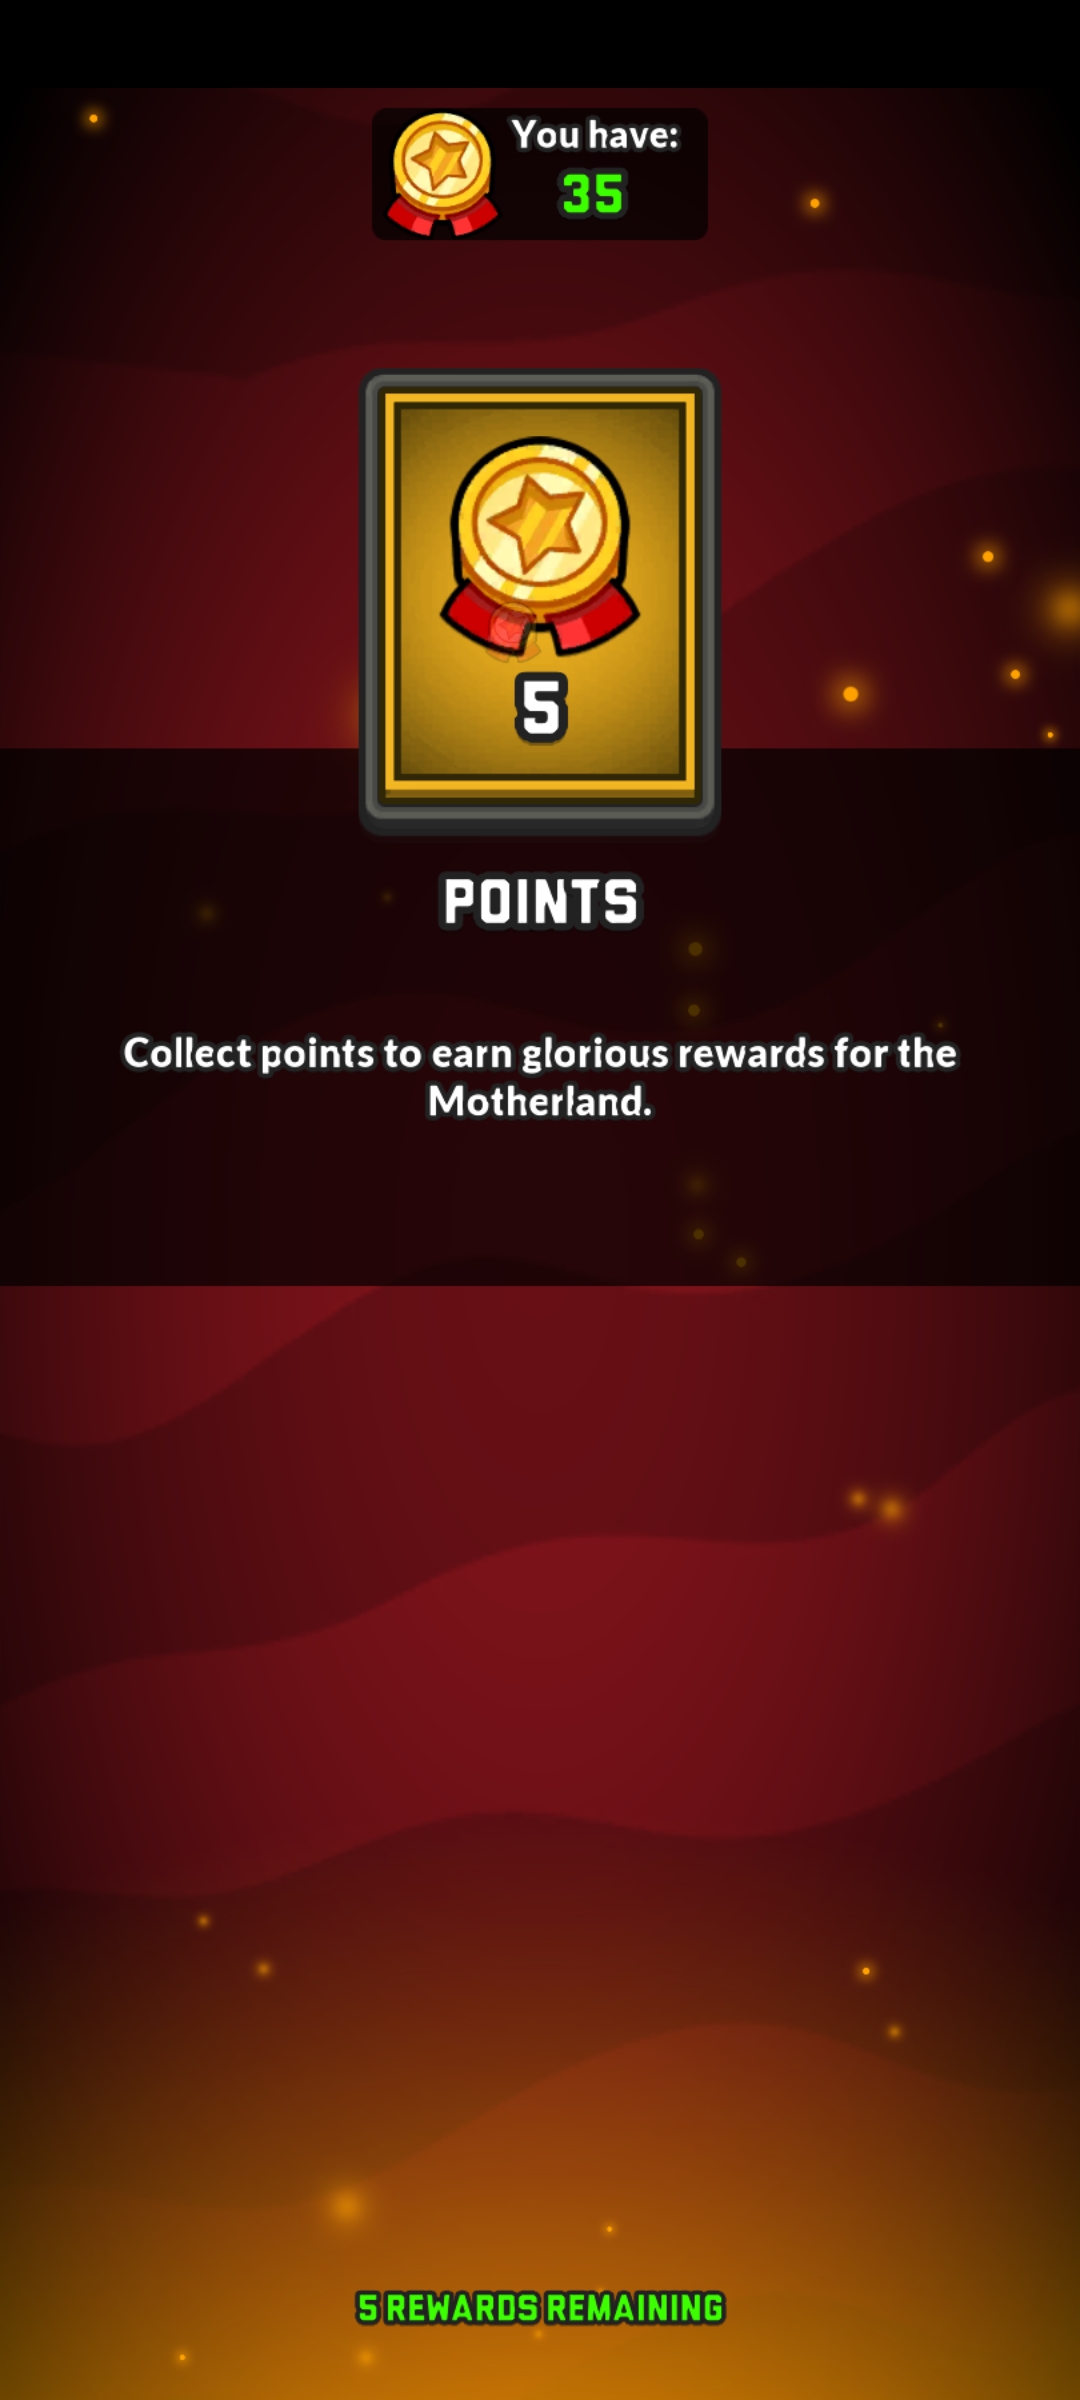 You have:
35
5
POINTS
Collect points to earn glorious rewards for the
Motherland.
5 REWARDS REMAINING